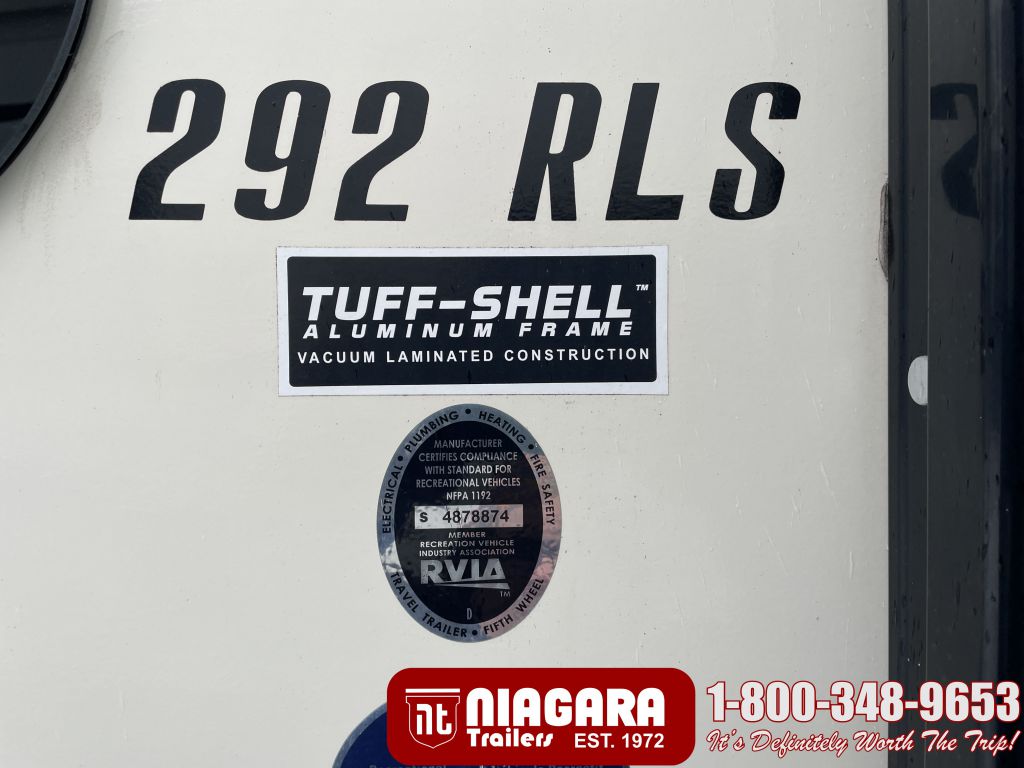 292 RLS
TUFF-SHELL™
ALUMINUM FRAME
VACUUM LAMINATED CONSTRUCTION
ELECTRICAL • PLUMBING • HEATING • FIRE SAFETY
MANUFACTURER
CERTIFIES COMPLIANCE
WITH STANDARD FOR
RECREATIONAL VEHICLES
NFPA 1192
S 4878874
MEMBER
RECREATION VEHICLE
INDUSTRY ASSOCIATION
RVIA™
D
TRAVEL TRAILER • FIFTH WHEEL
nt NIAGARA
Trailers EST. 1972
1-800-348-9653
It's Definitely Worth The Trip!